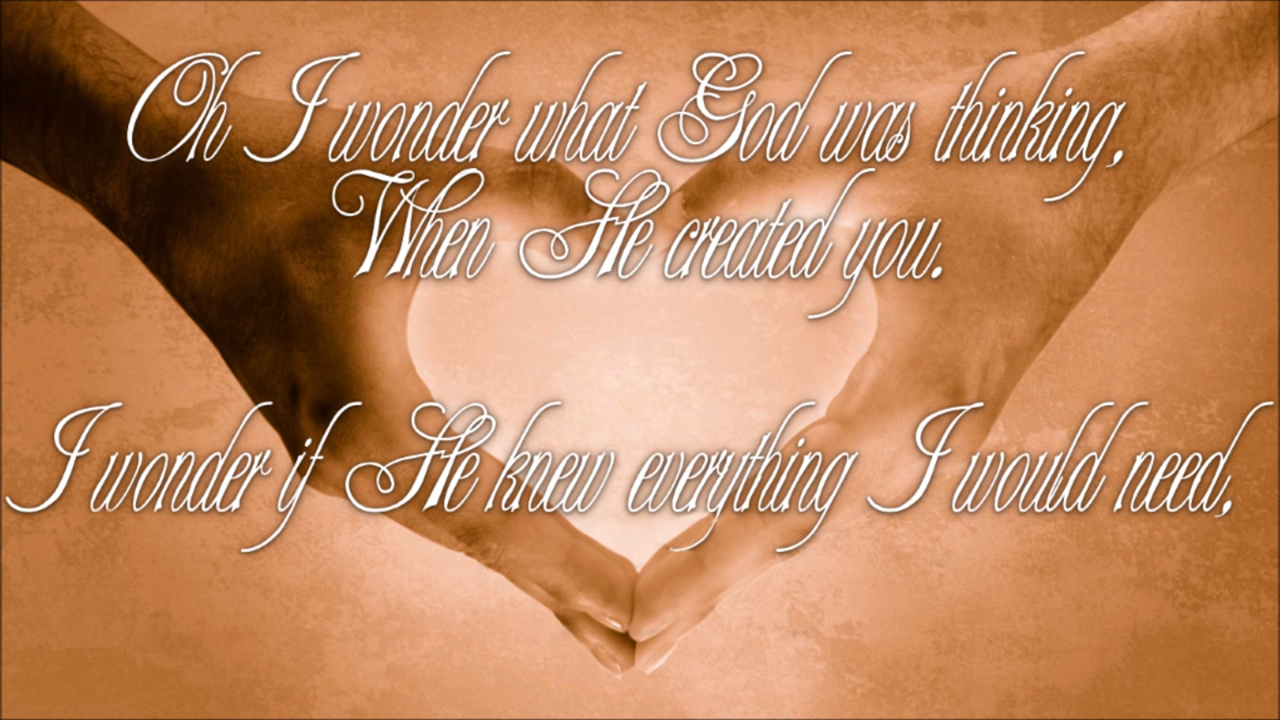 Oh I wonder what God was thinking,
When He created you.
I wonder if He knew everything I would need,